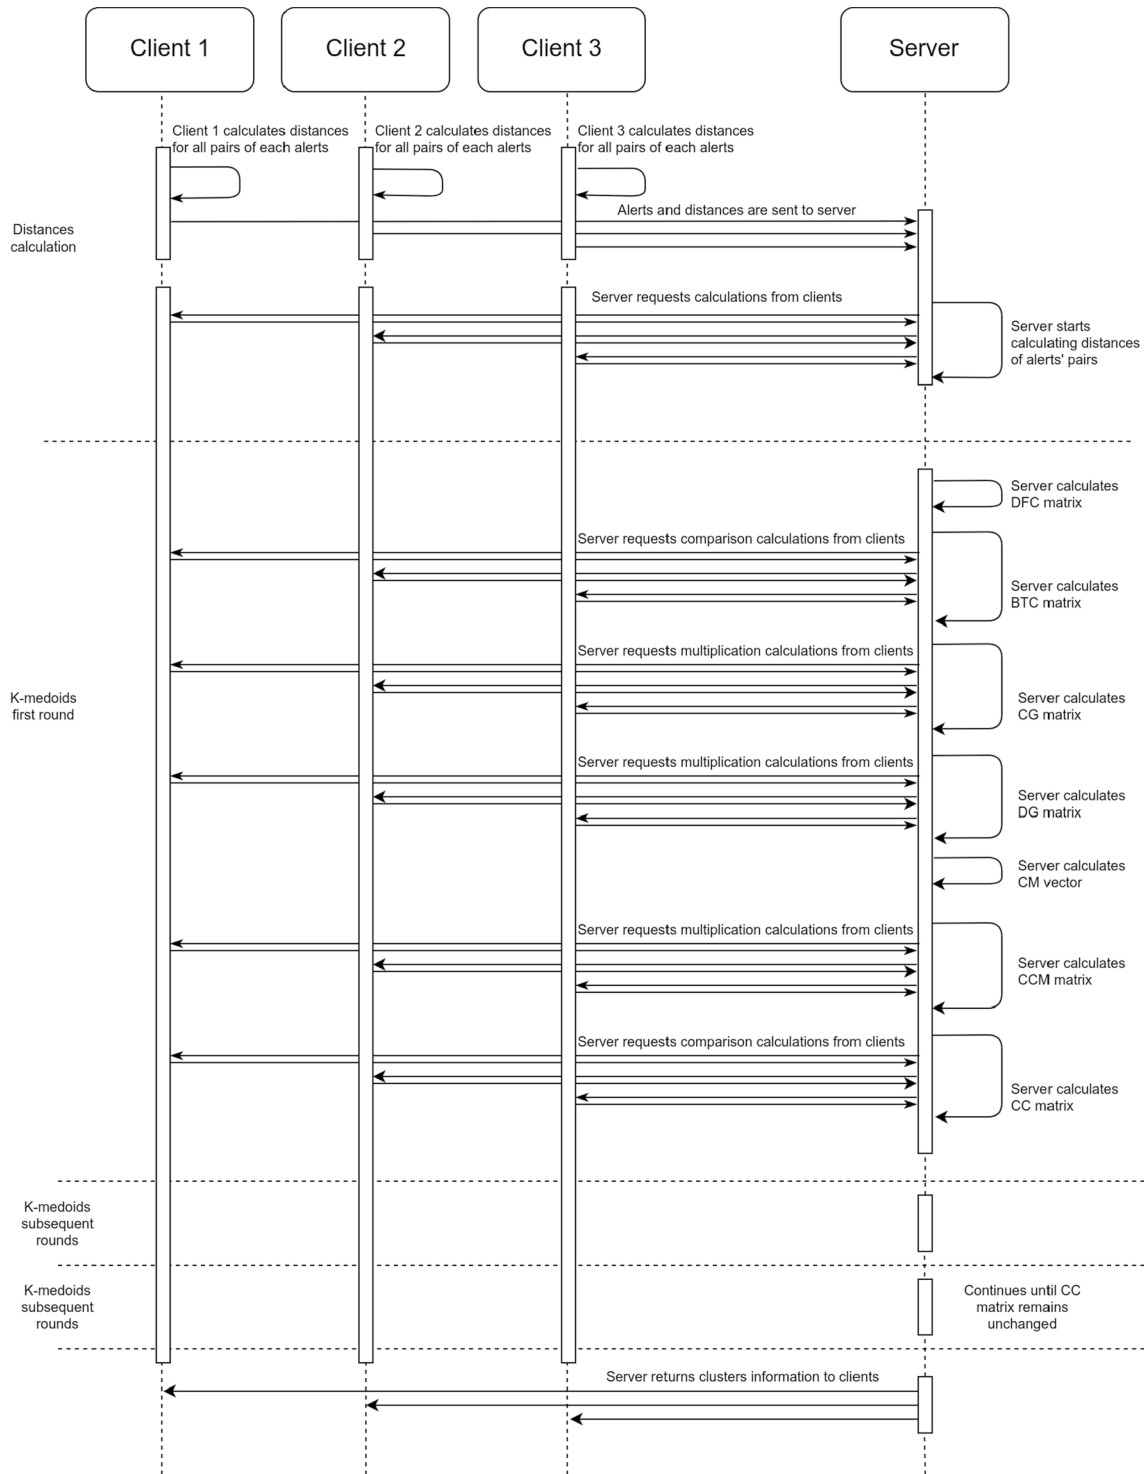 Client 1
Client 2
Client 3
Server
Client 1 calculates distances
for all pairs of each alerts
Client 2 calculates distances
for all pairs of each alerts
Client 3 calculates distances
for all pairs of each alerts
Distances
calculation
Alerts and distances are sent to server
Server requests calculations from clients
Server starts
calculating distances
of alerts' pairs
Server calculates
DFC matrix
Server requests comparison calculations from clients
Server calculates
BTC matrix
Server requests multiplication calculations from clients
K-medoids
first round
Server calculates
CG matrix
Server requests multiplication calculations from clients
Server calculates
DG matrix
Server calculates
CM vector
Server requests multiplication calculations from clients
Server calculates
CCM matrix
Server requests comparison calculations from clients
Server calculates
CC matrix
K-medoids
subsequent
rounds
K-medoids
subsequent
rounds
Continues until CC
matrix remains
unchanged
Server returns clusters information to clients